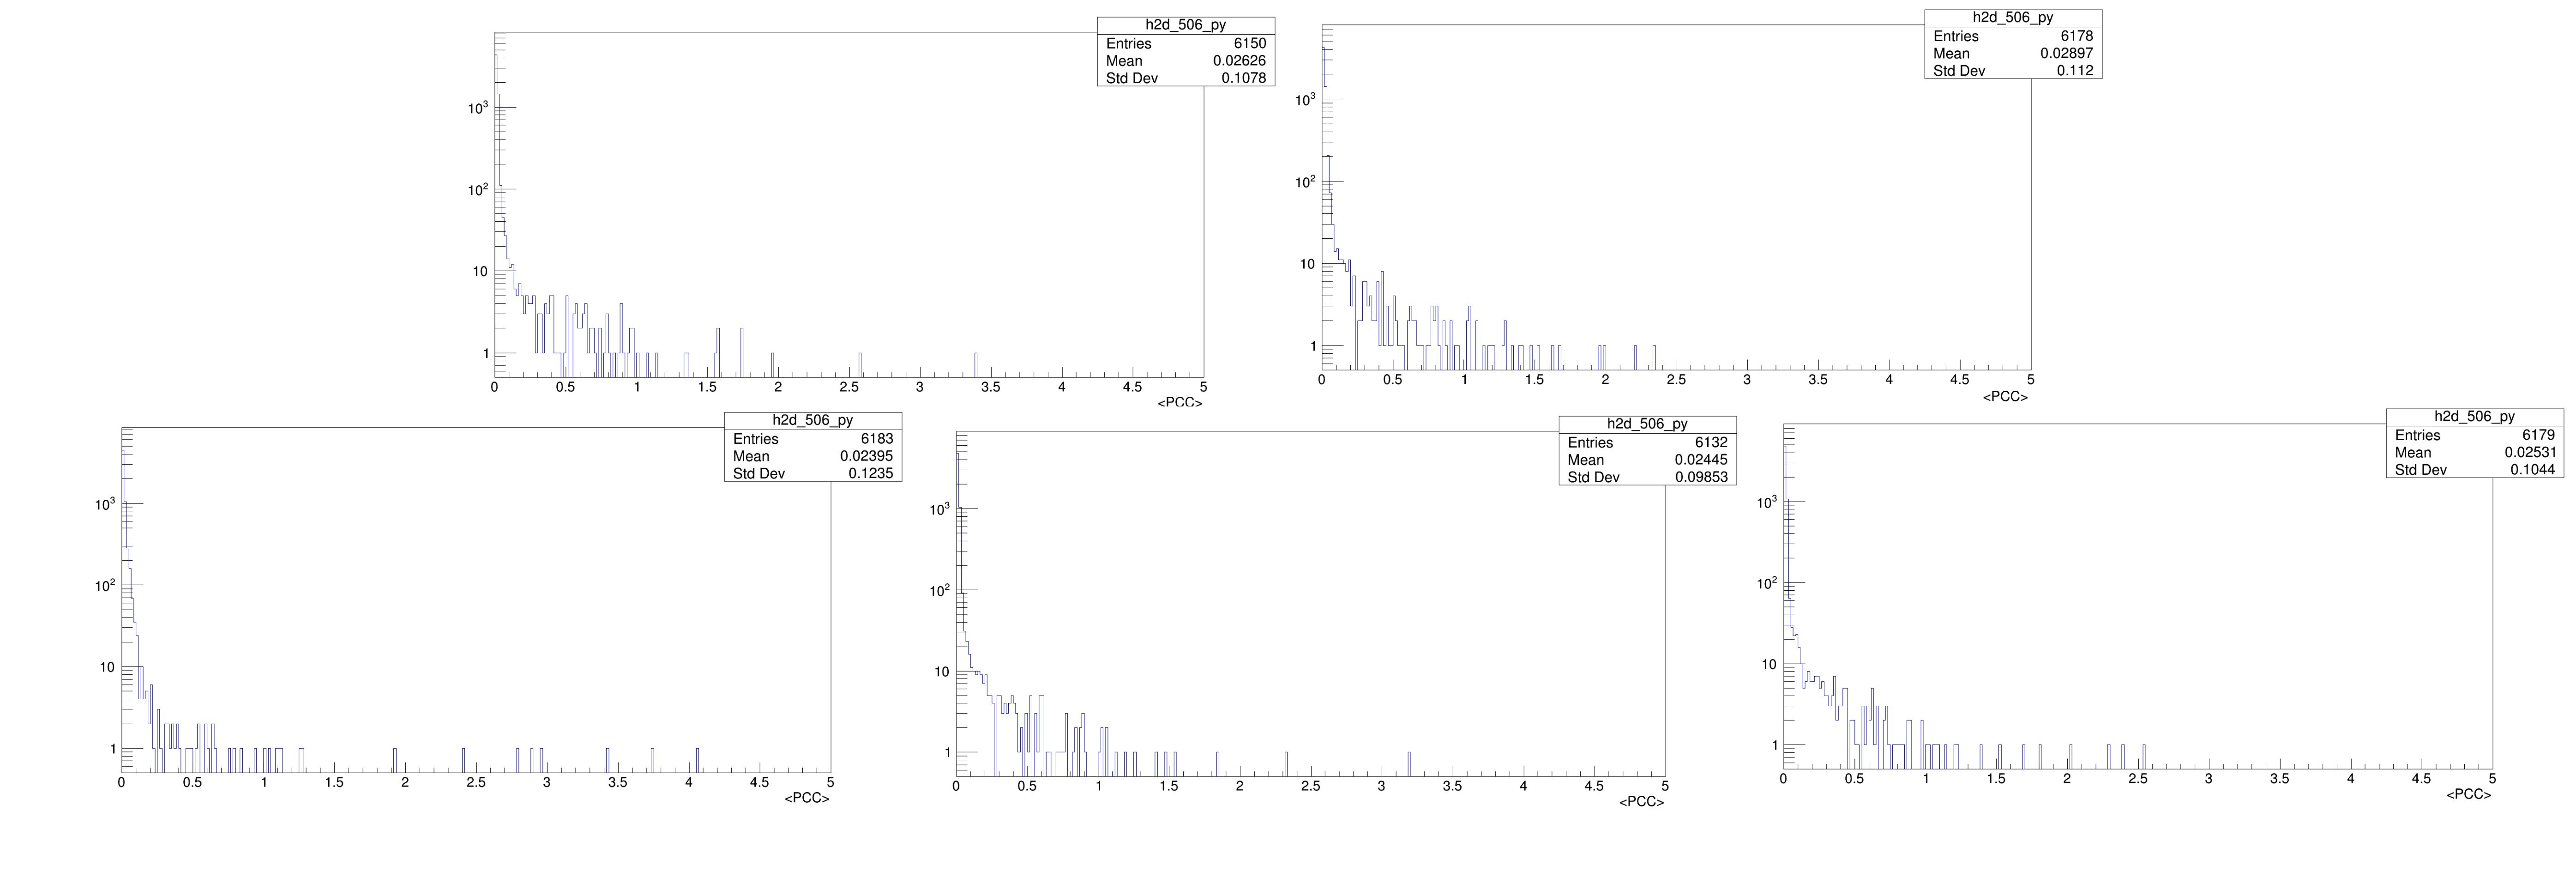 h2d_506_py
Entries 6150
Mean 0.02626
Std Dev 0.1078
10³
10²
10
1
0 0.5 1 1.5 2 2.5 3 3.5 4 4.5 5
<PCC>
h2d_506_py
Entries 6178
Mean 0.02897
Std Dev 0.112
10³
10²
10
1
0 0.5 1 1.5 2 2.5 3 3.5 4 4.5 5
<PCC>
h2d_506_py
Entries 6183
Mean 0.02395
Std Dev 0.1235
10³
10²
10
1
0 0.5 1 1.5 2 2.5 3 3.5 4 4.5 5
<PCC>
h2d_506_py
Entries 6132
Mean 0.02445
Std Dev 0.09853
10³
10²
10
1
0 0.5 1 1.5 2 2.5 3 3.5 4 4.5 5
<PCC>
h2d_506_py
Entries 6179
Mean 0.02531
Std Dev 0.1044
10³
10²
10
1
0 0.5 1 1.5 2 2.5 3 3.5 4 4.5 5
<PCC>